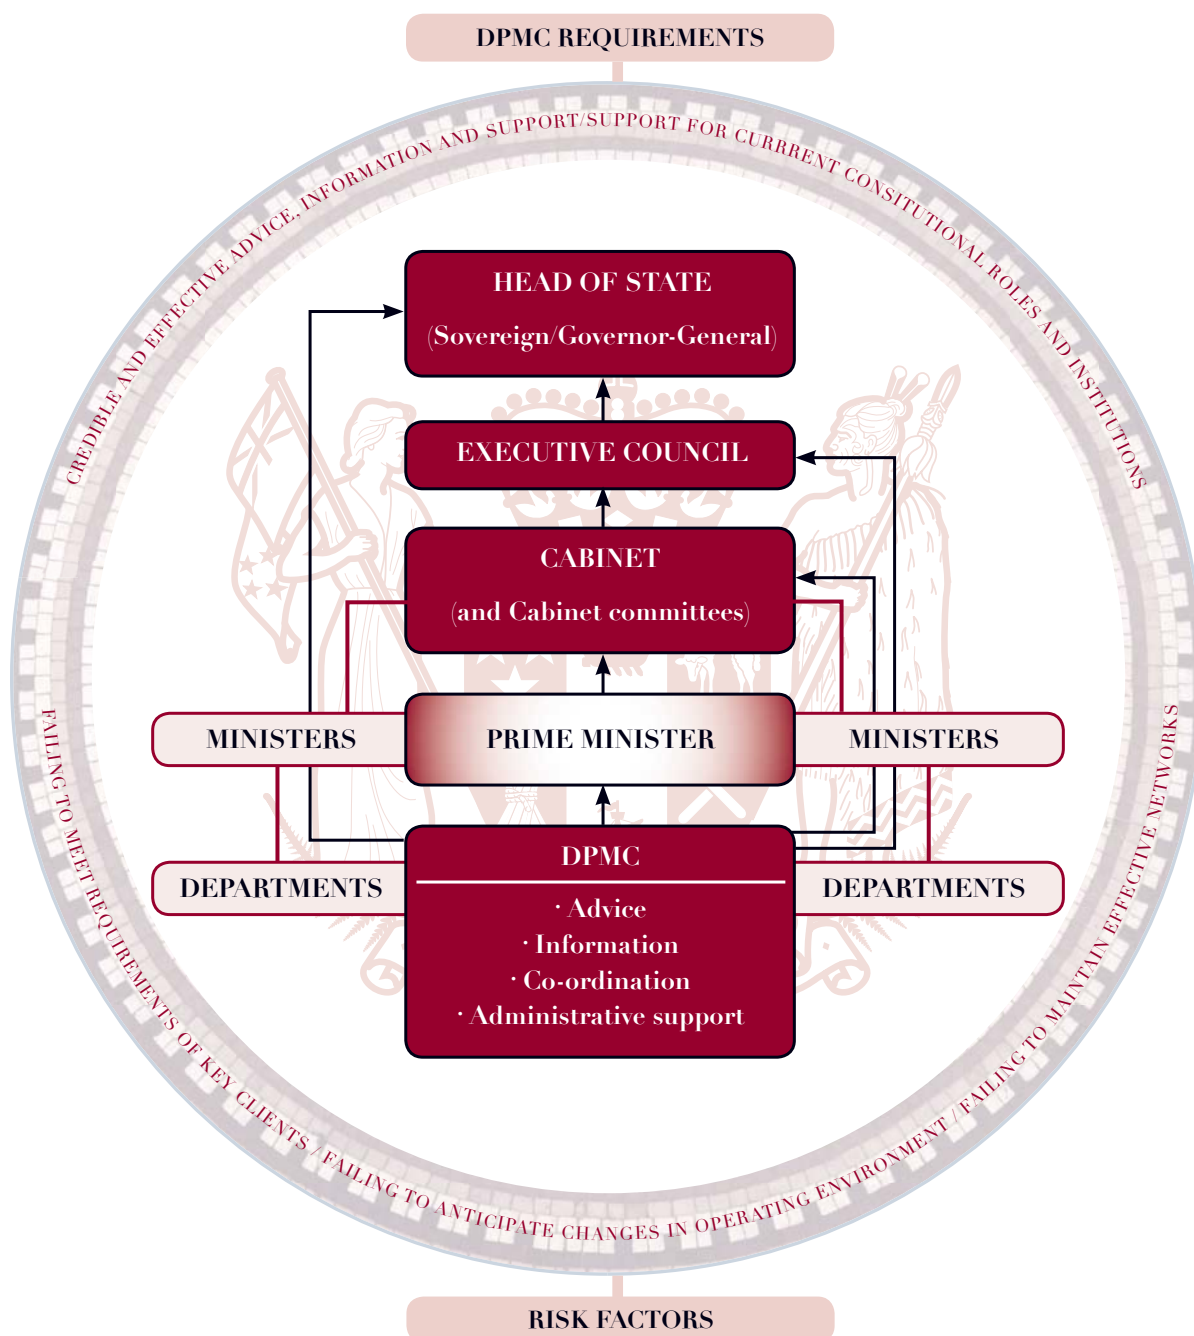 DPMC REQUIREMENTS
CREDIBLE AND EFFECTIVE ADVICE, INFORMATION AND SUPPORT/SUPPORT FOR CURRRENT CONSITUTIONAL ROLES AND INSTITUTIONS
HEAD OF STATE
(Sovereign/Governor-General)
EXECUTIVE COUNCIL
CABINET
(and Cabinet committees)
MINISTERS
PRIME MINISTER
MINISTERS
DPMC
DEPARTMENTS
DEPARTMENTS
· Advice
· Information
· Co-ordination
· Administrative support
FAILING TO MEET REQUIREMENTS OF KEY CLIENTS / FAILING TO ANTICIPATE CHANGES IN OPERATING ENVIRONMENT / FAILING TO MAINTAIN EFFECTIVE NETWORKS
RISK FACTORS